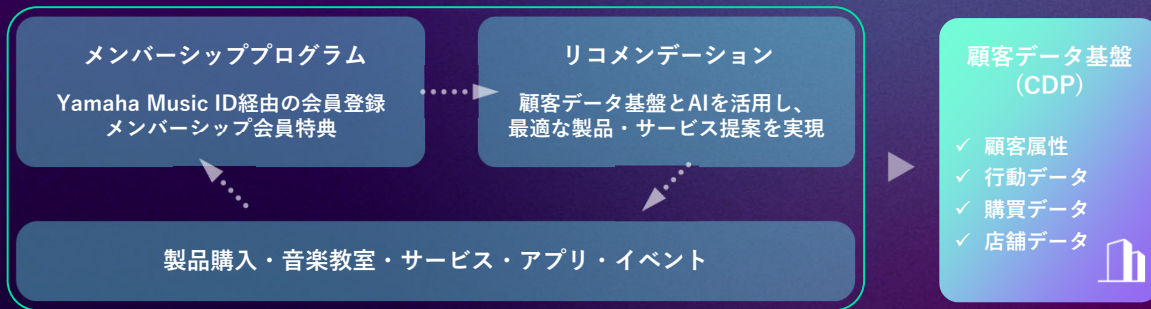 メンバーシッププログラム
Yamaha Music ID経由の会員登録
メンバーシップ会員特典
リコメンデーション
顧客データ基盤とAIを活用し、
最適な製品・サービス提案を実現
製品購入・音楽教室・サービス・アプリ・イベント
顧客データ基盤
(CDP)
✓ 顧客属性
✓ 行動データ
✓ 購買データ
✓ 店舗データ